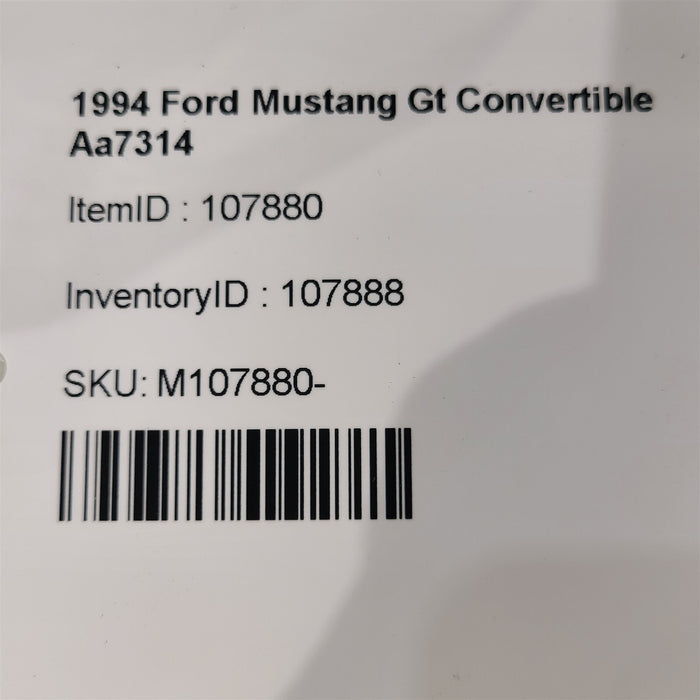 1994 Ford Mustang Gt Convertible
Aa7314
ItemID : 107880
InventoryID : 107888
SKU: M107880-